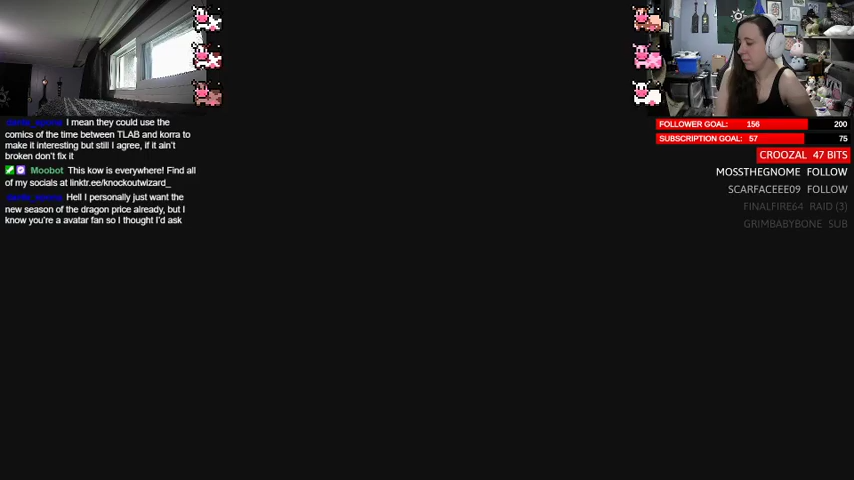 I mean they could use the
comics of the time between TLAB and korra to
make it interesting but still I agree, if it ain't
broken don't fix it
Moobot This kow is everywhere! Find all
of my socials at linktr.ee/knockoutwizard_
Hell I personally just want the
new season of the dragon price already, but I
know you're a avatar fan so I thought I'd ask
FOLLOWER GOAL: 156 200
SUBSCRIPTION GOAL: 57 75
CROOZAL 47 BITS
MOSSTHEGNOME FOLLOW
SCARFACEEE09 FOLLOW
FINALFIRE64 RAID (3)
GRIMBABYBONE SUB